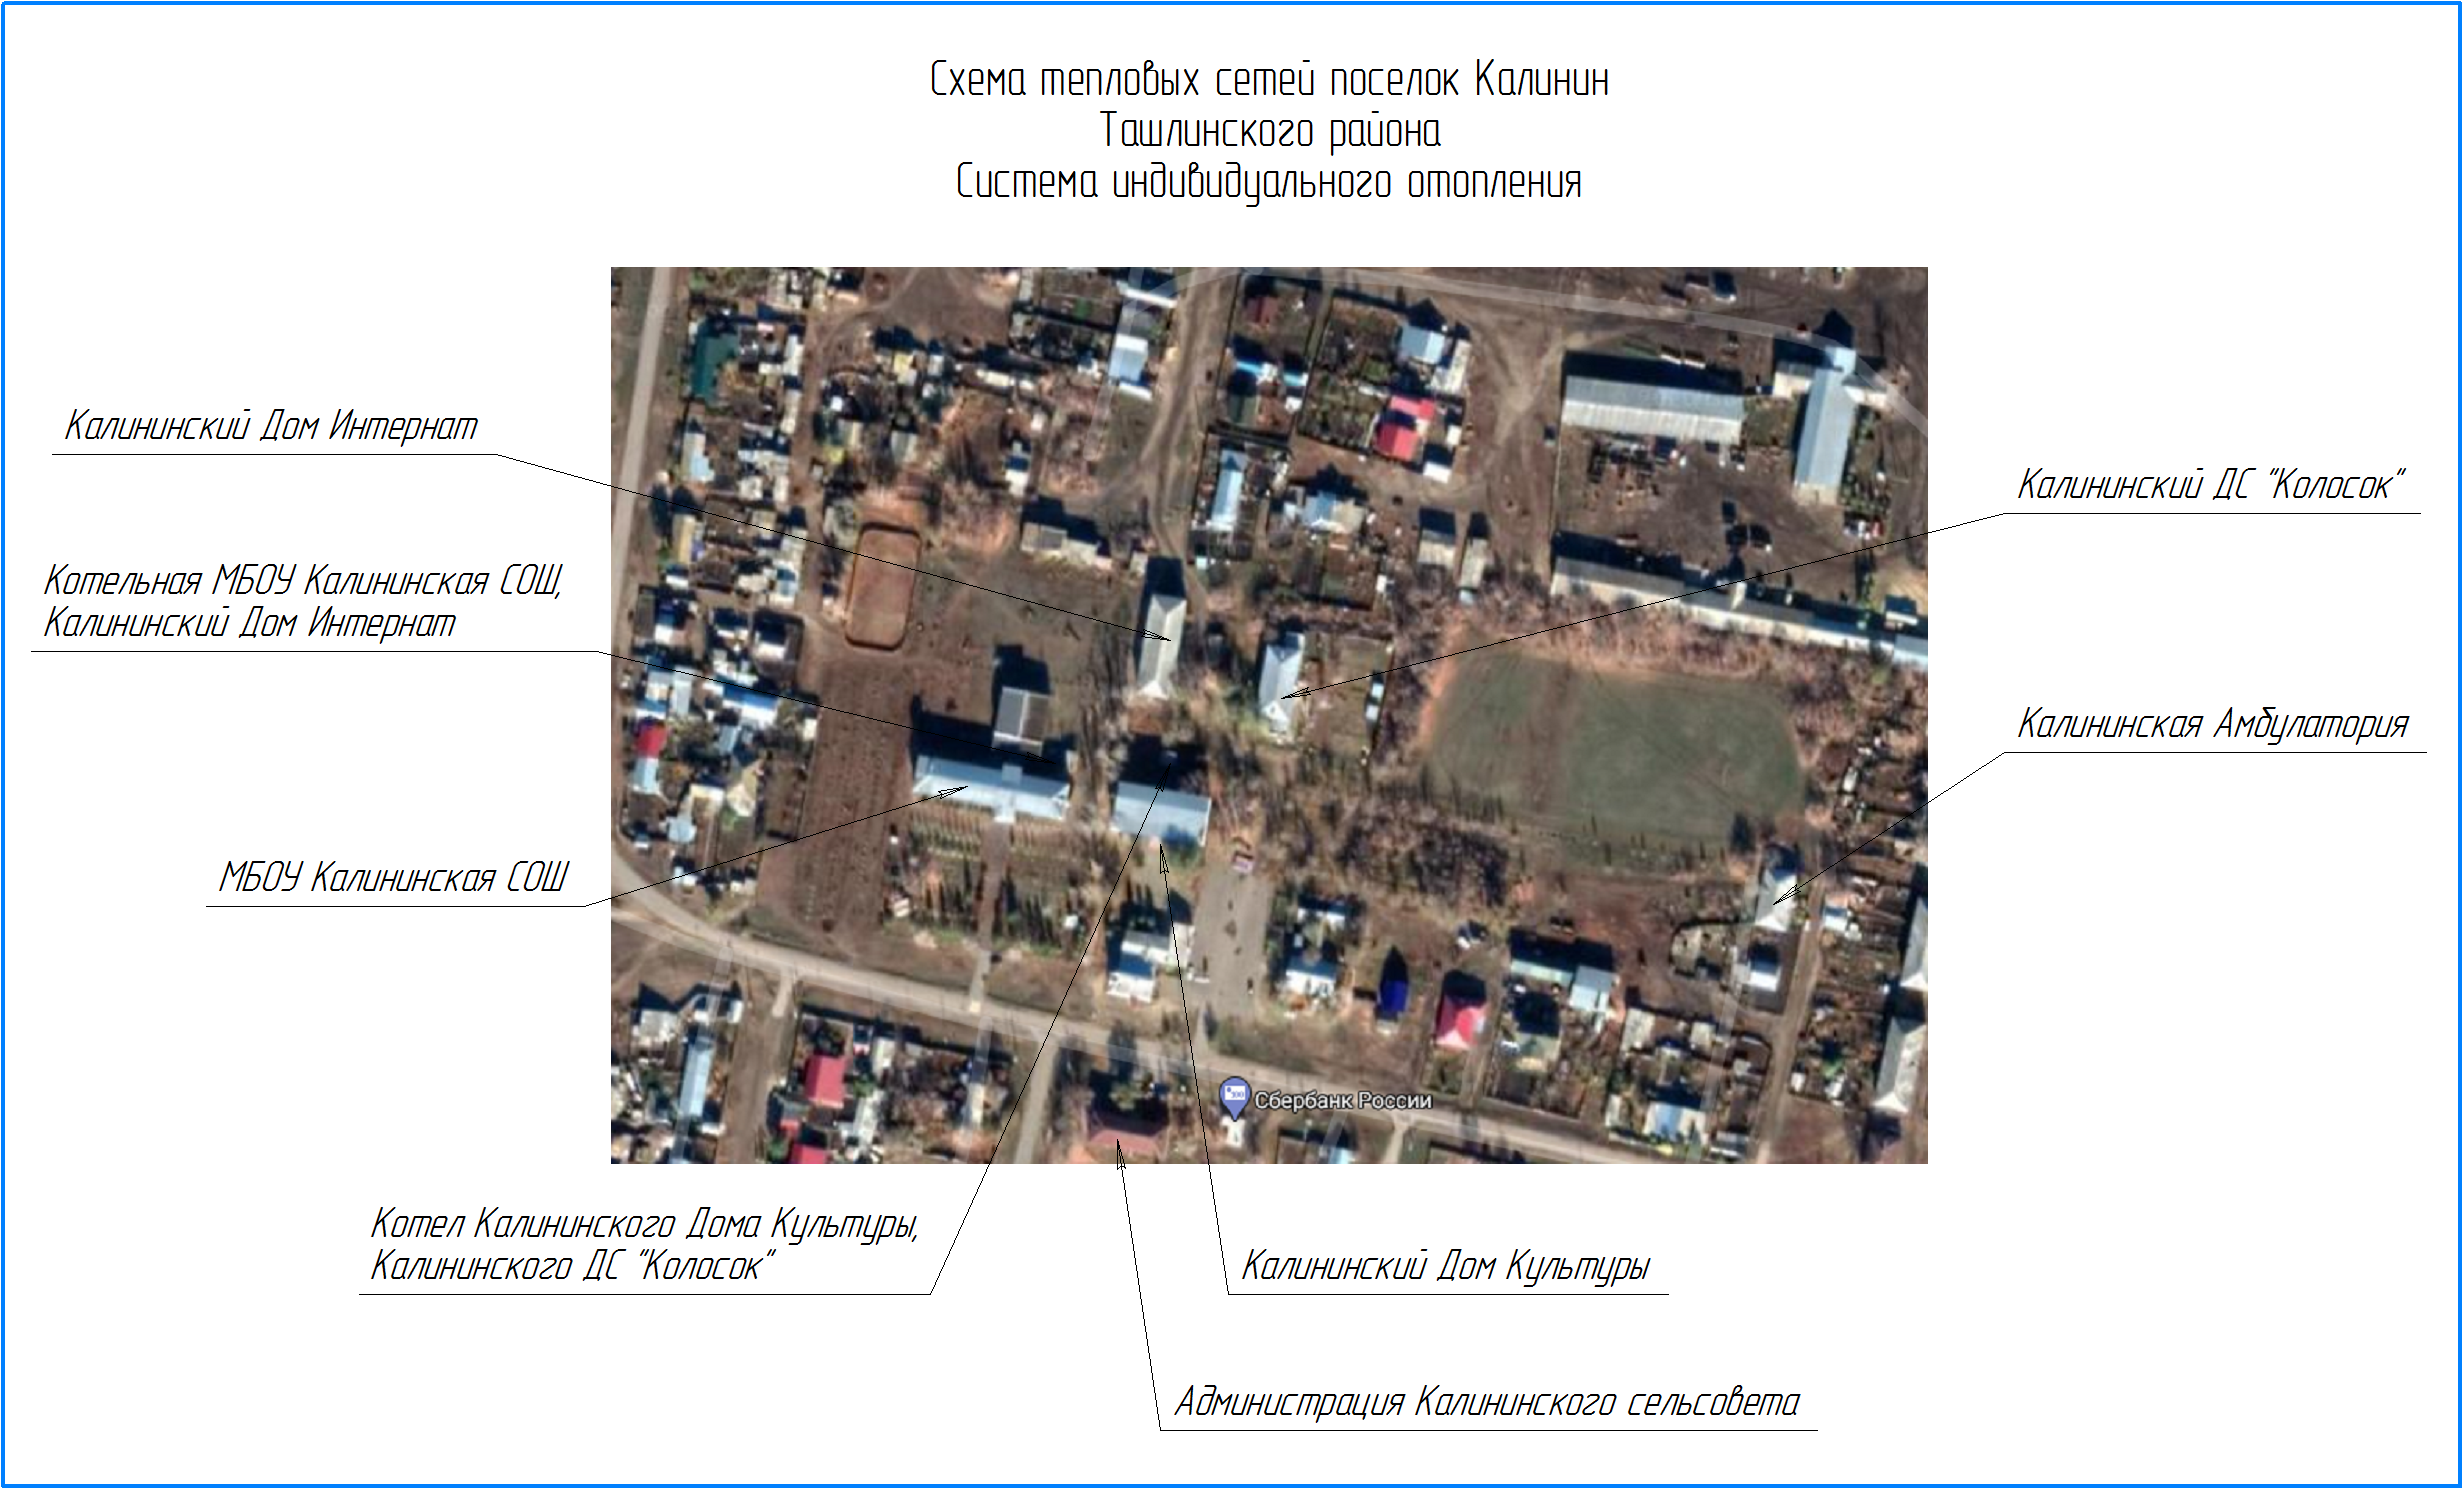 Схема тепловых сетей поселок Калинин
Ташлинского района
Система индивидуального отопления
Калининский Дом Интернат
Калининский ДС "Колосок"
Котельная МБОУ Калининская СОШ,
Калининский Дом Интернат
Калининская Амбулатория
МБОУ Калининская СОШ
Сбербанк России
Котел Калининского Дома Культуры,
Калининского ДС "Колосок"
Калининский Дом Культуры
Администрация Калининского сельсовета